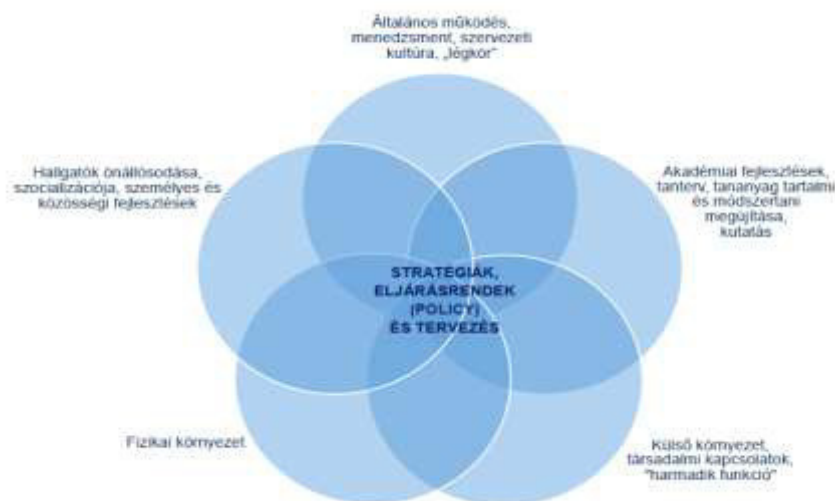 Általános működés,
menedzsment, szervezeti
kultúra, „légkör”
Hallgatók önállósodása,
szocializációja, személyes és
közösségi fejlesztések
Akadémiai fejlesztések,
tanterv, tananyag tartalmi
és módszertani
megújítása,
kutatás
STRATÉGIÁK,
ELJÁRÁSRENDEK
(POLICY)
ÉS TERVEZÉS
Fizikai környezet
Külső környezet,
társadalmi kapcsolatok,
"harmadik funkció"